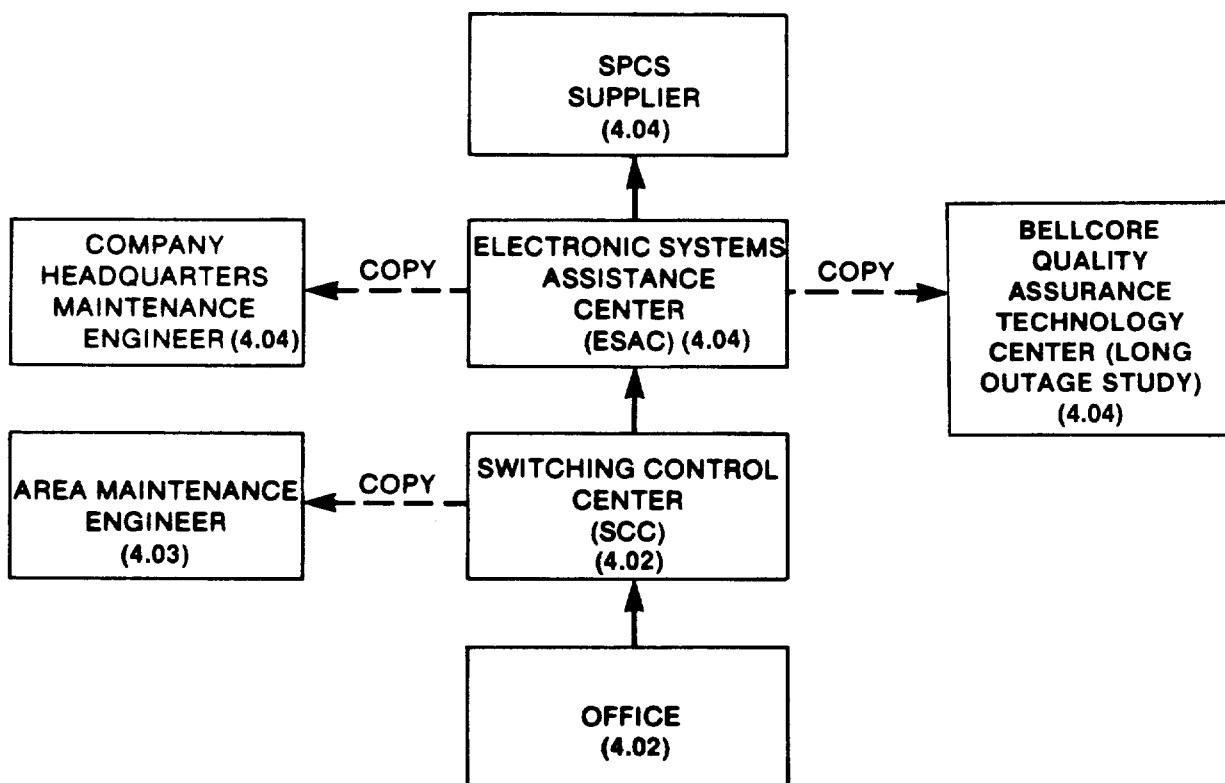 SPCS
SUPPLIER
(4.04)
COMPANY
HEADQUARTERS
MAINTENANCE
ENGINEER (4.04)
COPY
ELECTRONIC SYSTEMS
ASSISTANCE
CENTER
(ESAC) (4.04)
COPY
BELLCORE
QUALITY
ASSURANCE
TECHNOLOGY
CENTER (LONG
OUTAGE STUDY)
(4.04)
AREA MAINTENANCE
ENGINEER
(4.03)
COPY
SWITCHING CONTROL
CENTER
(SCC)
(4.02)
OFFICE
(4.02)